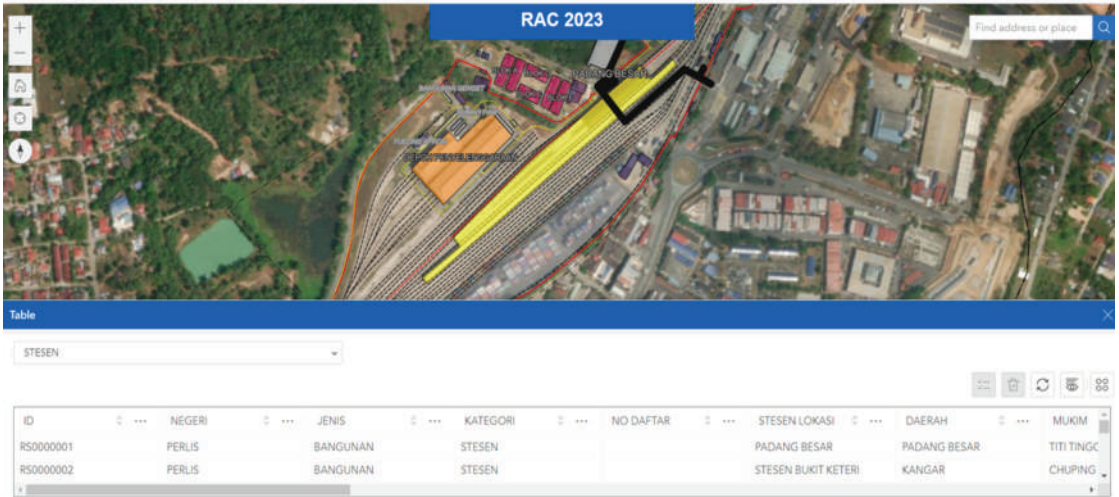 RAC 2023
Find address or place
PADANG BESAR
DEPOH PENYELENGGARAAN
Table
STESEN
ID NEGERI JENIS KATEGORI NO DAFTAR STESEN LOKASI DAERAH MUKIM
RS0000001 PERLIS BANGUNAN STESEN PADANG BESAR PADANG BESAR TITI TINGG
RS0000002 PERLIS BANGUNAN STESEN STESEN BUKIT KETERI KANGAR CHUPING